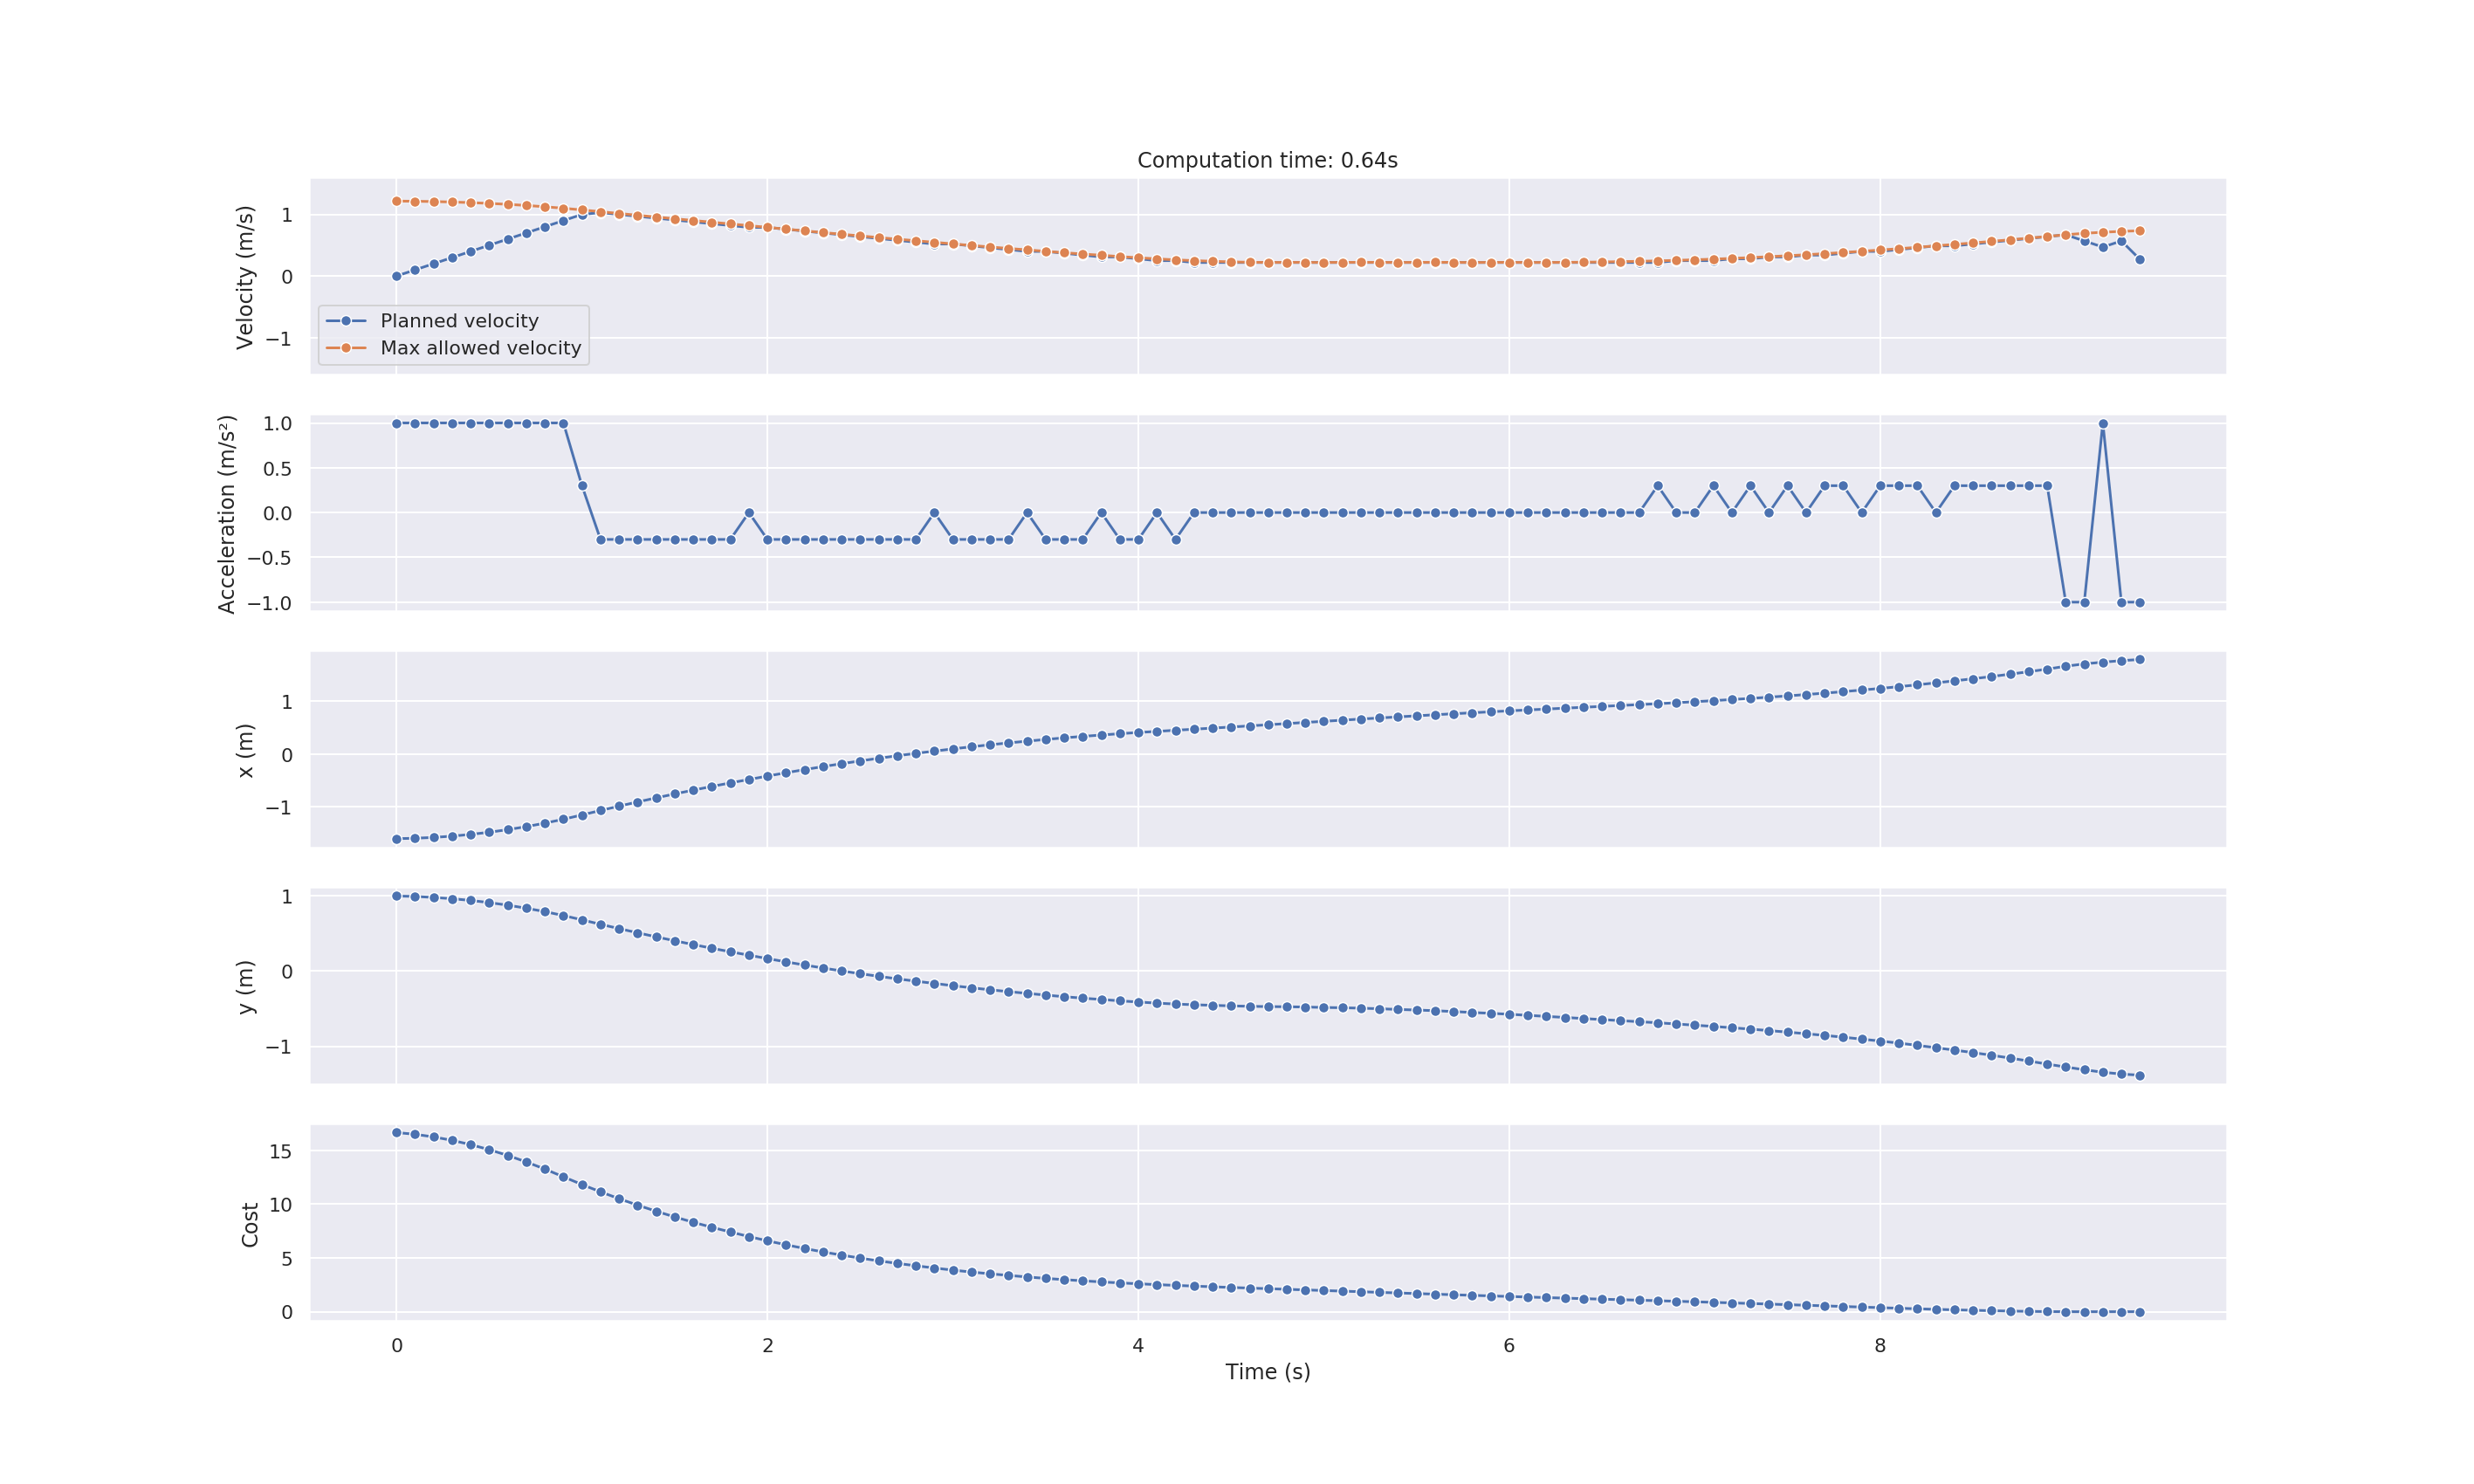 Computation time: 0.64s
Velocity (m/s)
1
0
−1
Planned velocity
Max allowed velocity
Acceleration (m/s²)
1.0
0.5
0.0
−0.5
−1.0
x (m)
1
0
−1
y (m)
1
0
−1
Cost
15
10
5
0
0 2 4 6 8
Time (s)